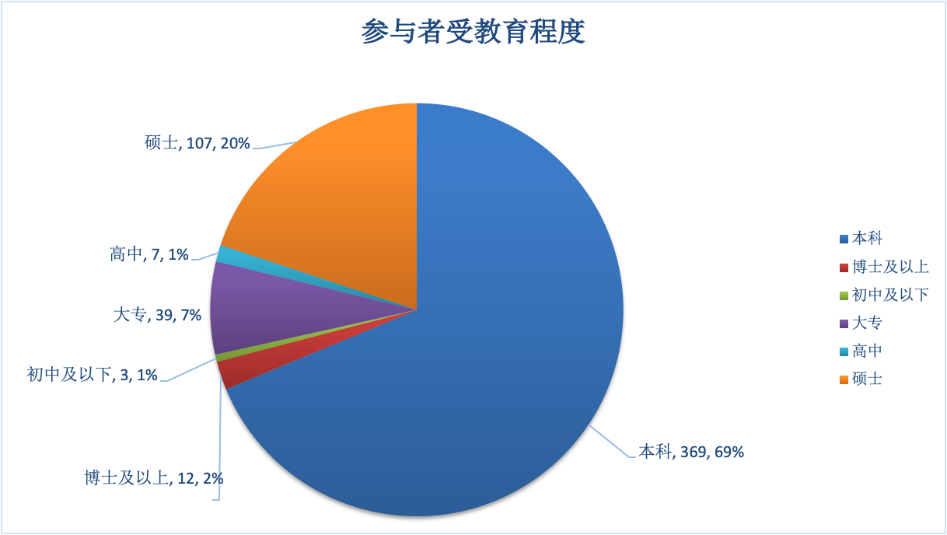 参与者受教育程度
硕士, 107, 20%
高中, 7, 1%
大专, 39, 7%
初中及以下, 3, 1%
博士及以上, 12, 2%
本科, 369, 69%
本科
博士及以上
初中及以下
大专
高中
硕士